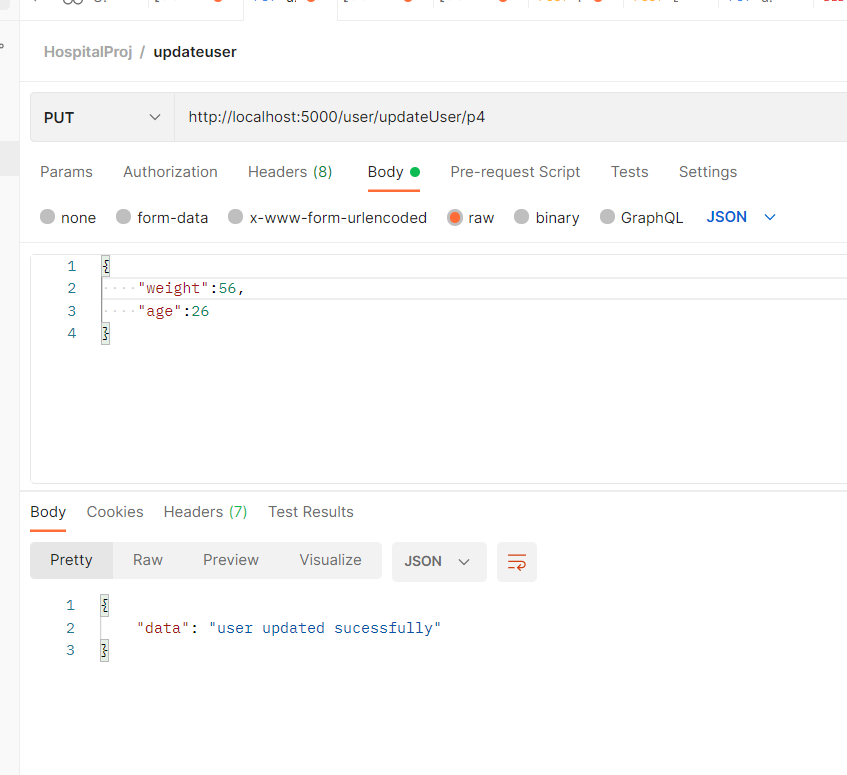 HospitalProj / updateuser
PUT http://localhost:5000/user/updateUser/p4
Params Authorization Headers (8) Body Pre-request Script Tests Settings
none form-data x-www-form-urlencoded raw binary GraphQL JSON
1 {
2 "weight":56,
3 "age":26
4 }
Body Cookies Headers (7) Test Results
Pretty Raw Preview Visualize JSON
1 {
2 "data": "user updated sucessfully"
3 }